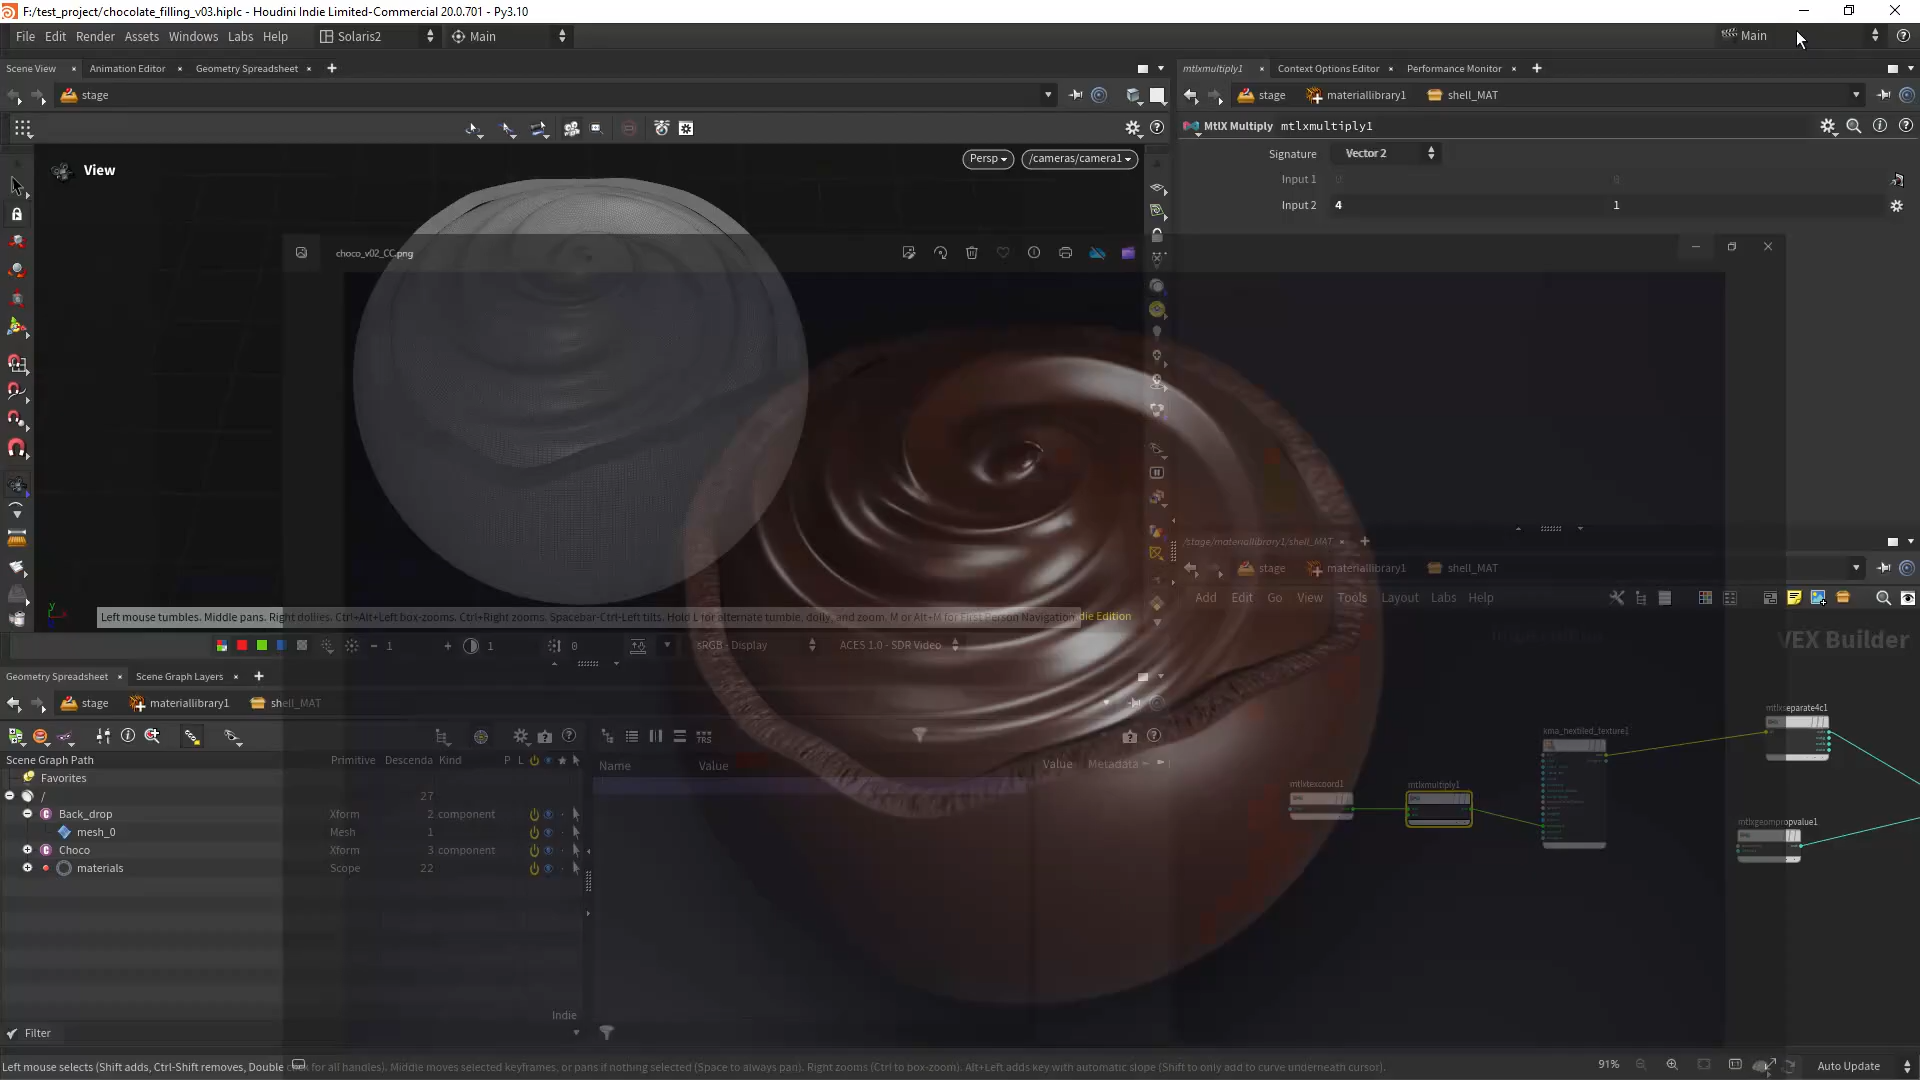 F:/test_project/chocolate_filling_v03.hiplc - Houdini Indie Limited-Commercial 20.0.701 - Py3.10
File Edit Render Assets Windows Labs Help Solaris2 Main Main
Scene View Animation Editor Geometry Spreadsheet
mtlxmultiply1 Context Options Editor Performance Monitor
stage
stage materiallibrary1 shell_MAT
MtlX Multiply mtlxmultiply1
Signature Vector 2
Input 1 0 0
Input 2 4 1
View
Persp /cameras/camera1
choco_v02_CC.png
/stage/materiallibrary1/shell_MAT
stage materiallibrary1 shell_MAT
Add Edit Go View Tools Layout Labs Help
VEX Builder
Left mouse tumbles. Middle pans. Right dollies. Ctrl+Alt+Left box-zooms. Ctrl+Right zooms. Spacebar-Ctrl-Left tilts. Hold L for alternate tumble, dolly, and zoom. M or Alt+M for First Person Navigation.
die Edition
1 1 0 sRGB - Display ACES 1.0 - SDR Video
Geometry Spreadsheet Scene Graph Layers
stage materiallibrary1 shell_MAT
Scene Graph Path Primitive Descenda Kind P L
Name Value Value Metadata
Favorites
/ 27
Back_drop Xform 2 component
mesh_0 Mesh 1
Choco Xform 3 component
materials Scope 22
mtlxseparate4c1
kma_hextiled_texture1
mtlxtexcoord1
mtlxmultiply1
mtlxgeompropvalue1
Indie
Filter
Left mouse selects (Shift adds, Ctrl-Shift removes, Double for all handles). Middle moves selected keyframes, or pans if nothing selected (Space to always pan). Right zooms (Ctrl to box-zoom). Alt+Left adds key with automatic slope (Shift to only add to curve underneath cursor).
91%
Auto Update